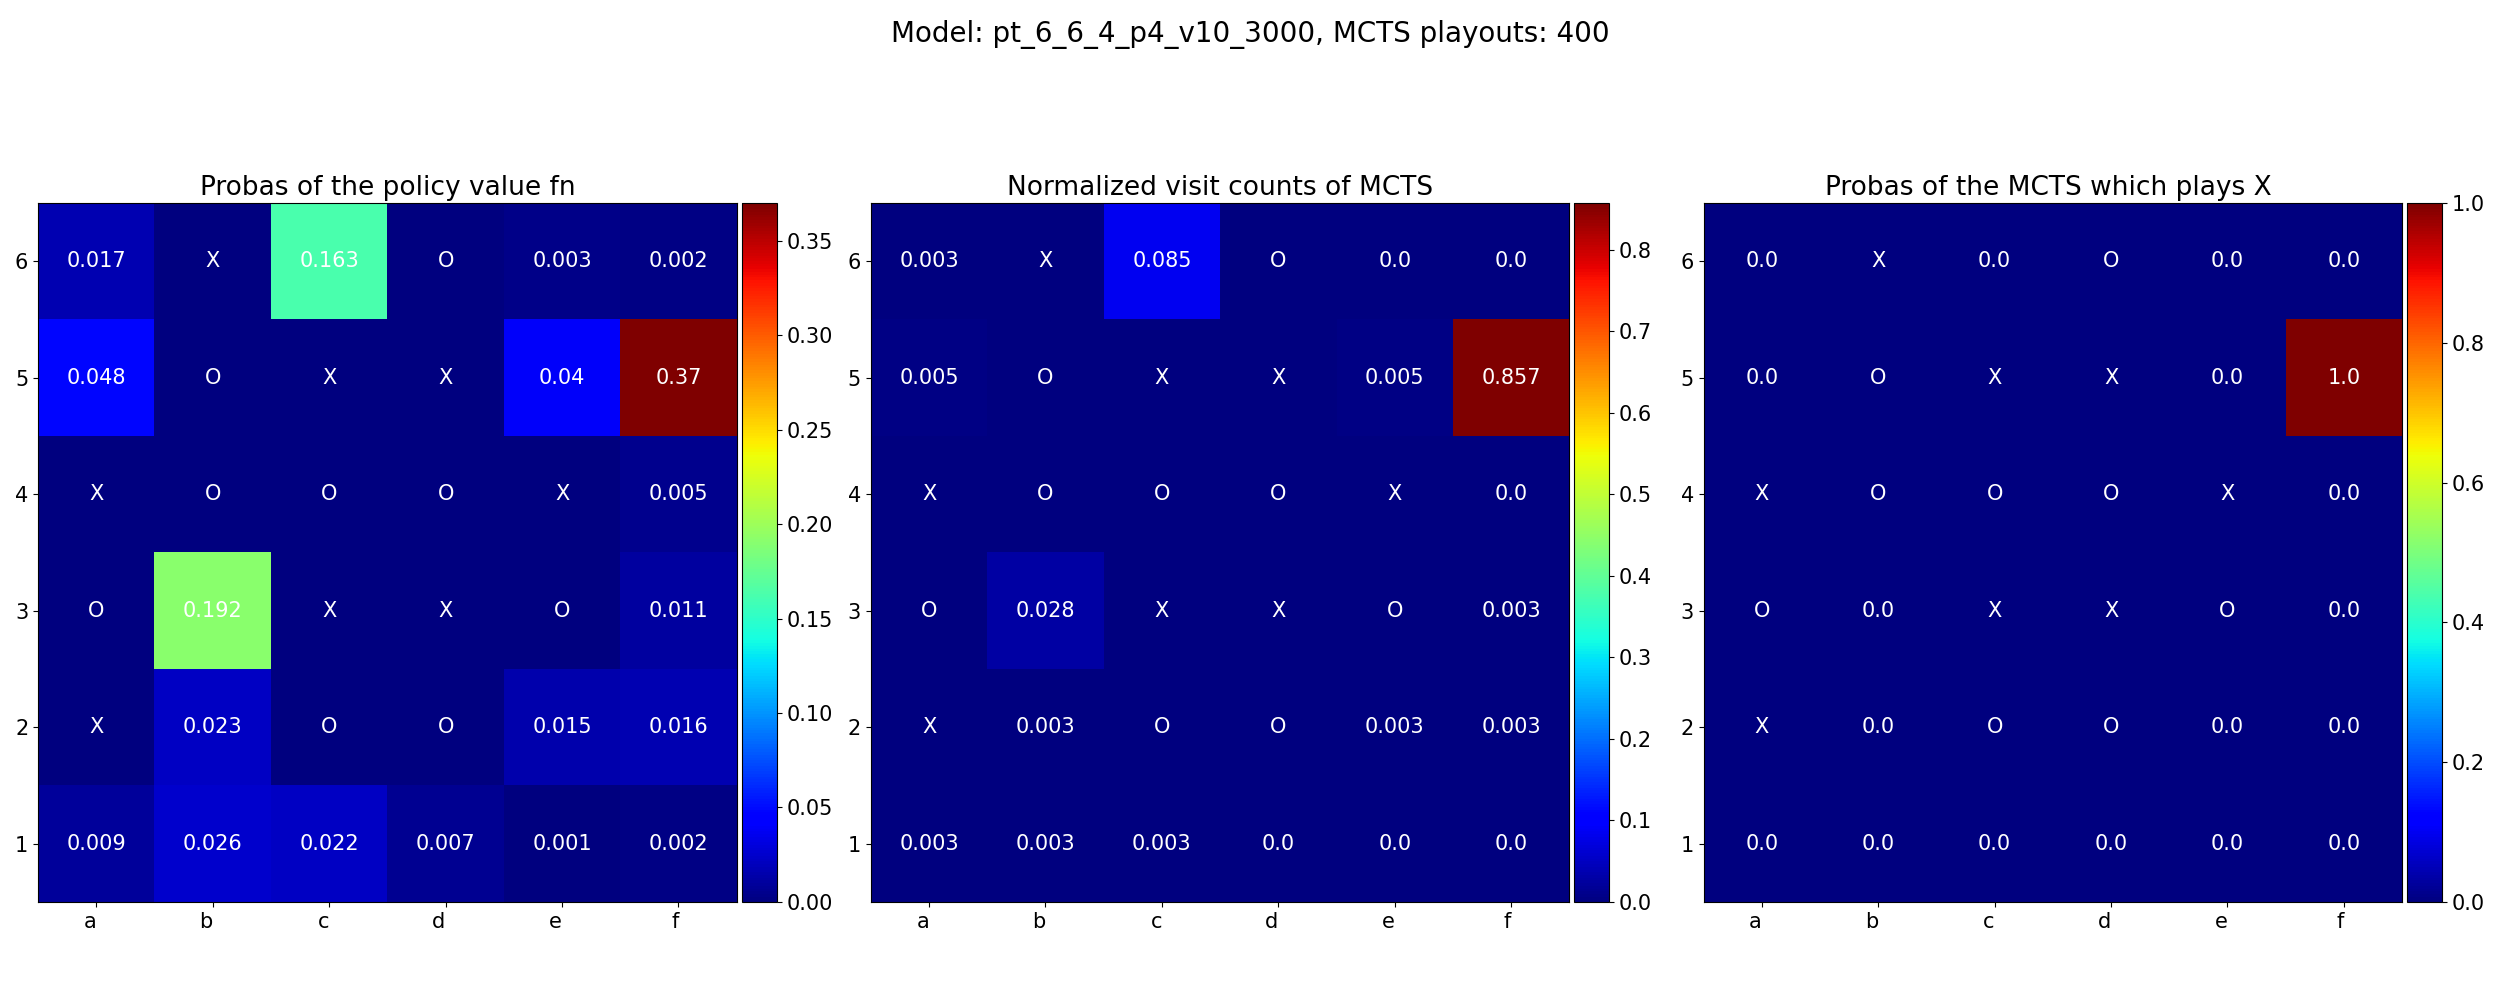 Model: pt_6_6_4_p4_v10_3000, MCTS playouts: 400
Probas of the policy value fn
6 0.017 X 0.163 O 0.003 0.002
5 0.048 O X X 0.04 0.37
4 X O O O X 0.005
3 O 0.192 X X O 0.011
2 X 0.023 O O 0.015 0.016
1 0.009 0.026 0.022 0.007 0.001 0.002
a b c d e f
0.35
0.30
0.25
0.20
0.15
0.10
0.05
0.00
Normalized visit counts of MCTS
6 0.003 X 0.085 O 0.0 0.0
5 0.005 O X X 0.005 0.857
4 X O O O X 0.0
3 O 0.028 X X O 0.003
2 X 0.003 O O 0.003 0.003
1 0.003 0.003 0.003 0.0 0.0 0.0
a b c d e f
0.8
0.7
0.6
0.5
0.4
0.3
0.2
0.1
0.0
Probas of the MCTS which plays X
6 0.0 X 0.0 O 0.0 0.0
5 0.0 O X X 0.0 1.0
4 X O O O X 0.0
3 O 0.0 X X O 0.0
2 X 0.0 O O 0.0 0.0
1 0.0 0.0 0.0 0.0 0.0 0.0
a b c d e f
1.0
0.8
0.6
0.4
0.2
0.0